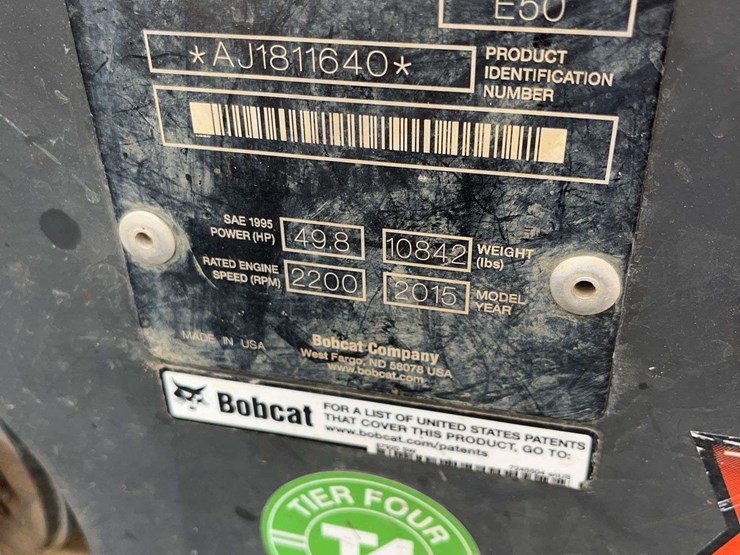 E50
*AJ1811640*
PRODUCT
IDENTIFICATION
NUMBER
SAE 1995
POWER (HP)
49.8
10842
WEIGHT
(lbs)
RATED ENGINE
SPEED (RPM)
2200
2015
MODEL
YEAR
MADE IN USA
Bobcat Company
West Fargo, ND 58078 USA
www.bobcat.com
Bobcat
FOR A LIST OF UNITED STATES PATENTS
THAT COVER THIS PRODUCT, GO TO:
www.bobcat.com/patents
TIER FOUR
T4